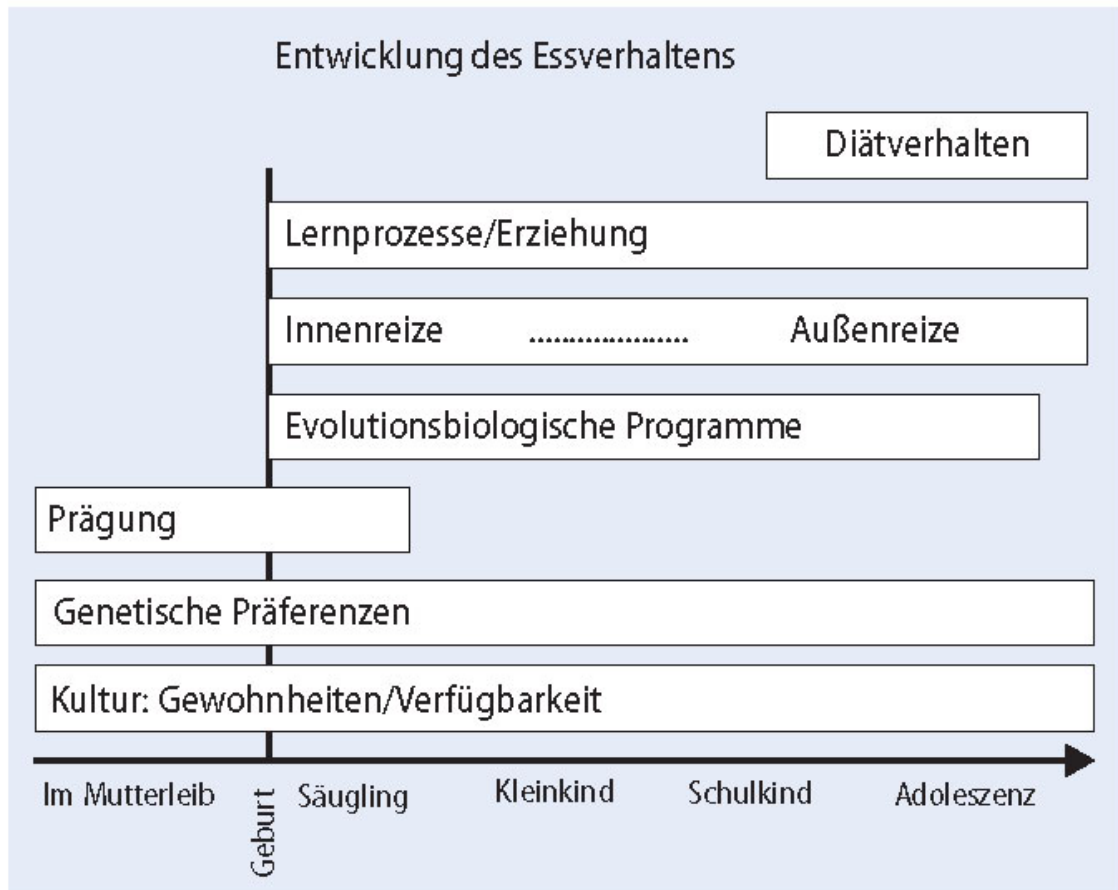 Entwicklung des Essverhaltens
Diätverhalten
Lernprozesse/Erziehung
Innenreize ..................... Außenreize
Evolutionsbiologische Programme
Prägung
Genetische Präferenzen
Kultur: Gewohnheiten/Verfügbarkeit
Im Mutterleib Geburt Säugling Kleinkind Schulkind Adoleszenz